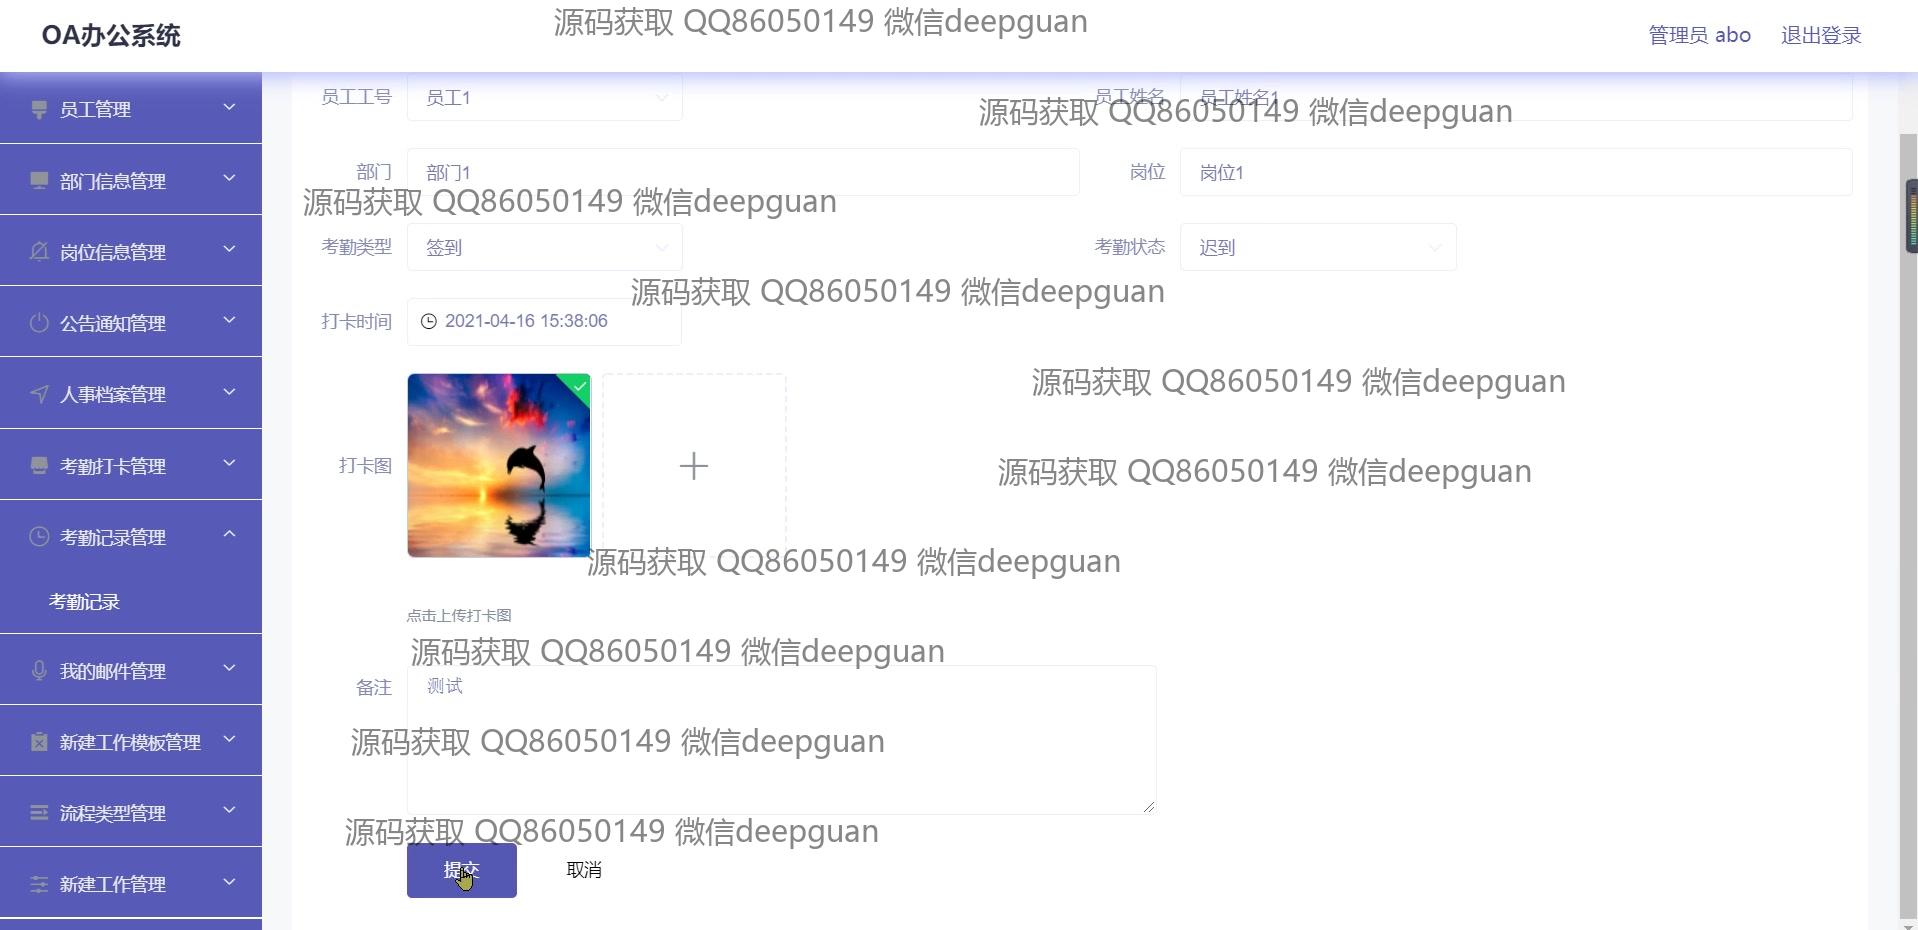 OA办公系统
源码获取 QQ86050149 微信deepguan
管理员 abo
退出登录
员工管理
部门信息管理
岗位信息管理
公告通知管理
人事档案管理
考勤打卡管理
考勤记录管理
考勤记录
我的邮件管理
新建工作模板管理
流程类型管理
新建工作管理
员工工号
员工1
员工姓名
员工姓名1
源码获取 QQ86050149 微信deepguan
部门
部门1
岗位
岗位1
源码获取 QQ86050149 微信deepguan
考勤类型
签到
考勤状态
迟到
源码获取 QQ86050149 微信deepguan
打卡时间
2021-04-16 15:38:06
源码获取 QQ86050149 微信deepguan
打卡图
源码获取 QQ86050149 微信deepguan
源码获取 QQ86050149 微信deepguan
点击上传打卡图
源码获取 QQ86050149 微信deepguan
备注
测试
源码获取 QQ86050149 微信deepguan
源码获取 QQ86050149 微信deepguan
提交
取消